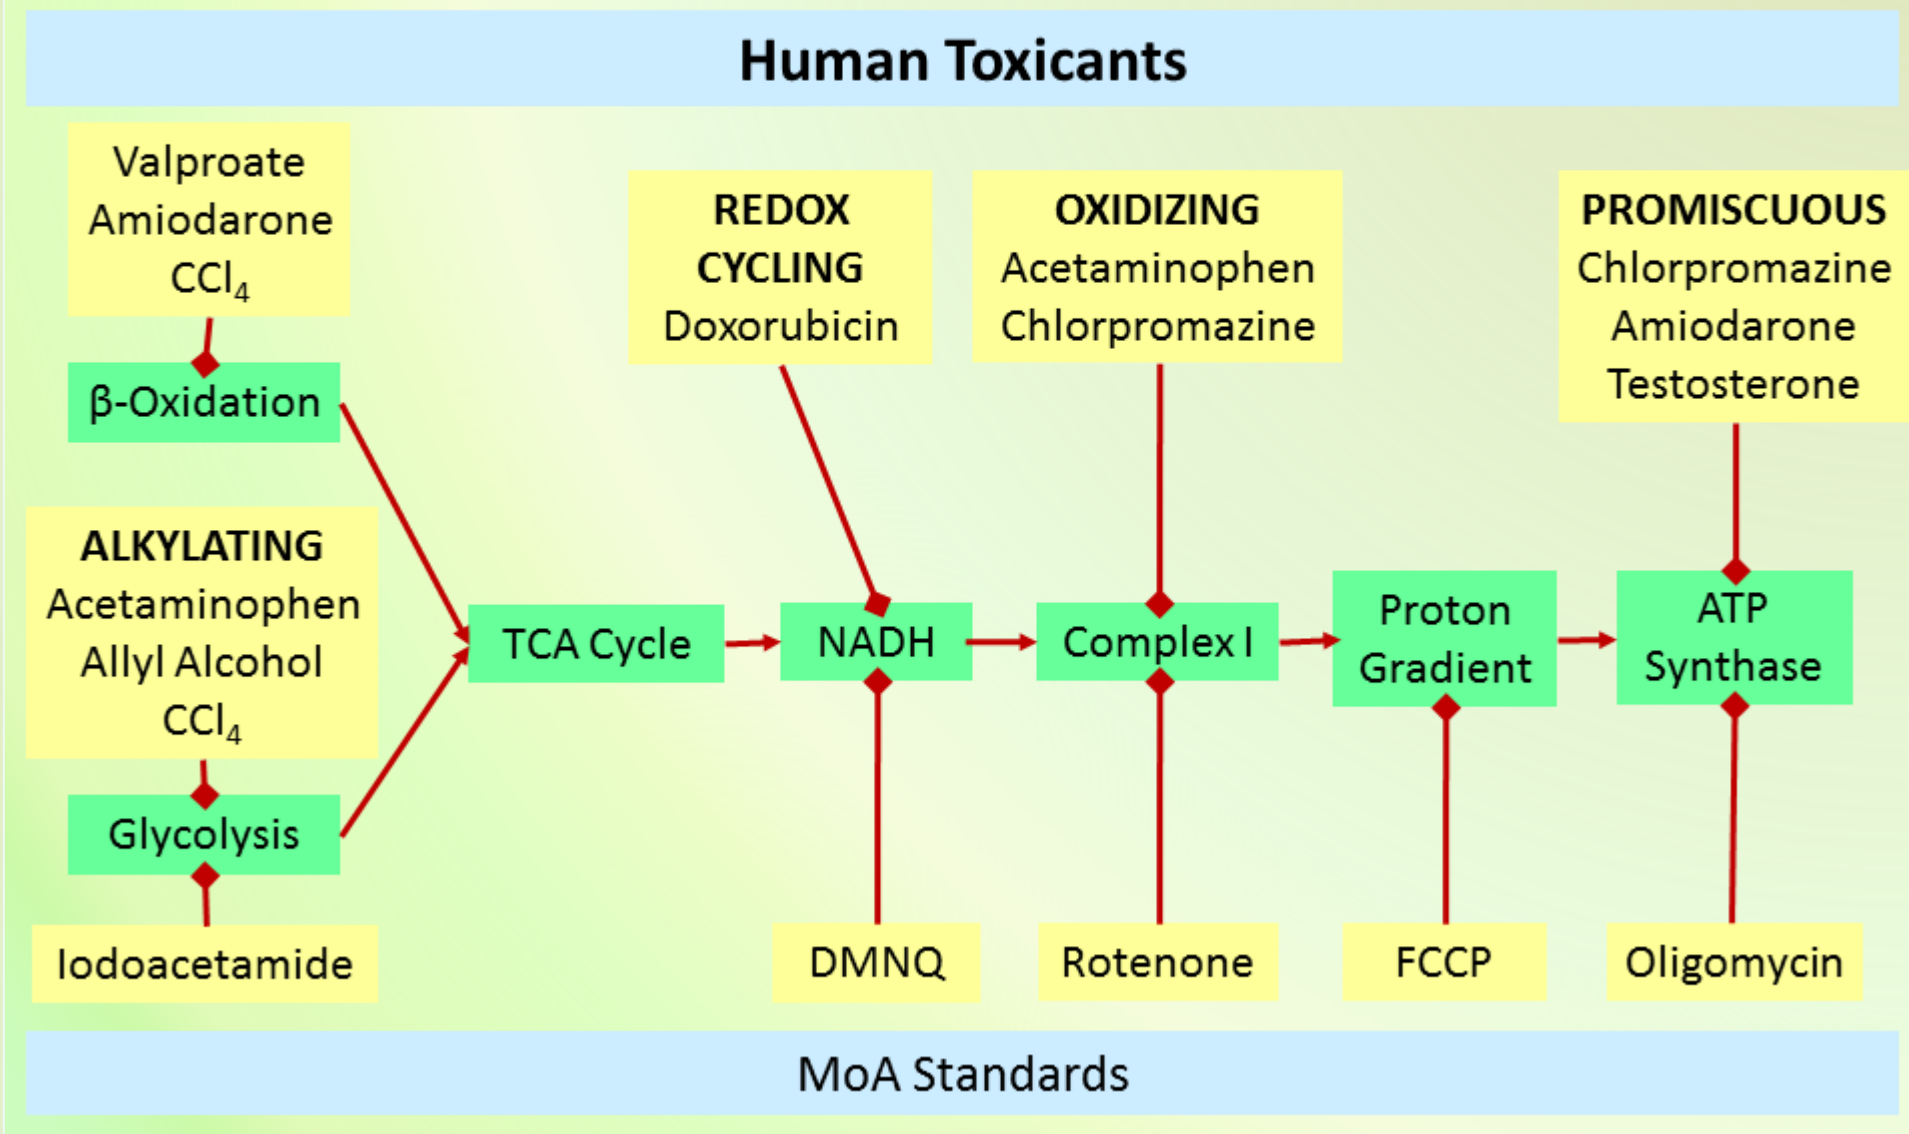 Human Toxicants
Valproate
Amiodarone
CCl₄
β-Oxidation
ALKYLATING
Acetaminophen
Allyl Alcohol
CCl₄
Glycolysis
Iodoacetamide
TCA Cycle
REDOX
CYCLING
Doxorubicin
NADH
DMNQ
OXIDIZING
Acetaminophen
Chlorpromazine
Complex I
Rotenone
Proton
Gradient
FCCP
PROMISCUOUS
Chlorpromazine
Amiodarone
Testosterone
ATP
Synthase
Oligomycin
MoA Standards